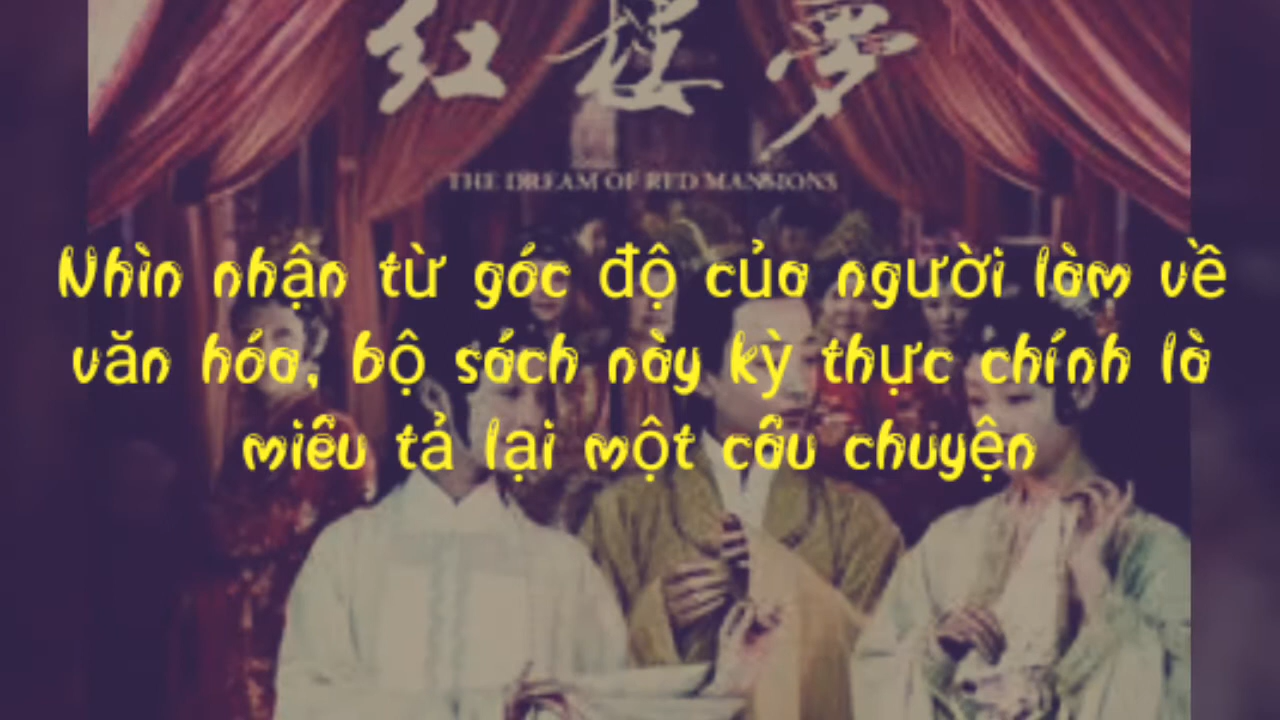 红楼梦
THE DREAM OF RED MANSIONS
Nhìn nhận từ góc độ của người làm về
văn hóa, bộ sách này kỳ thực chính là
miêu tả lại một câu chuyện